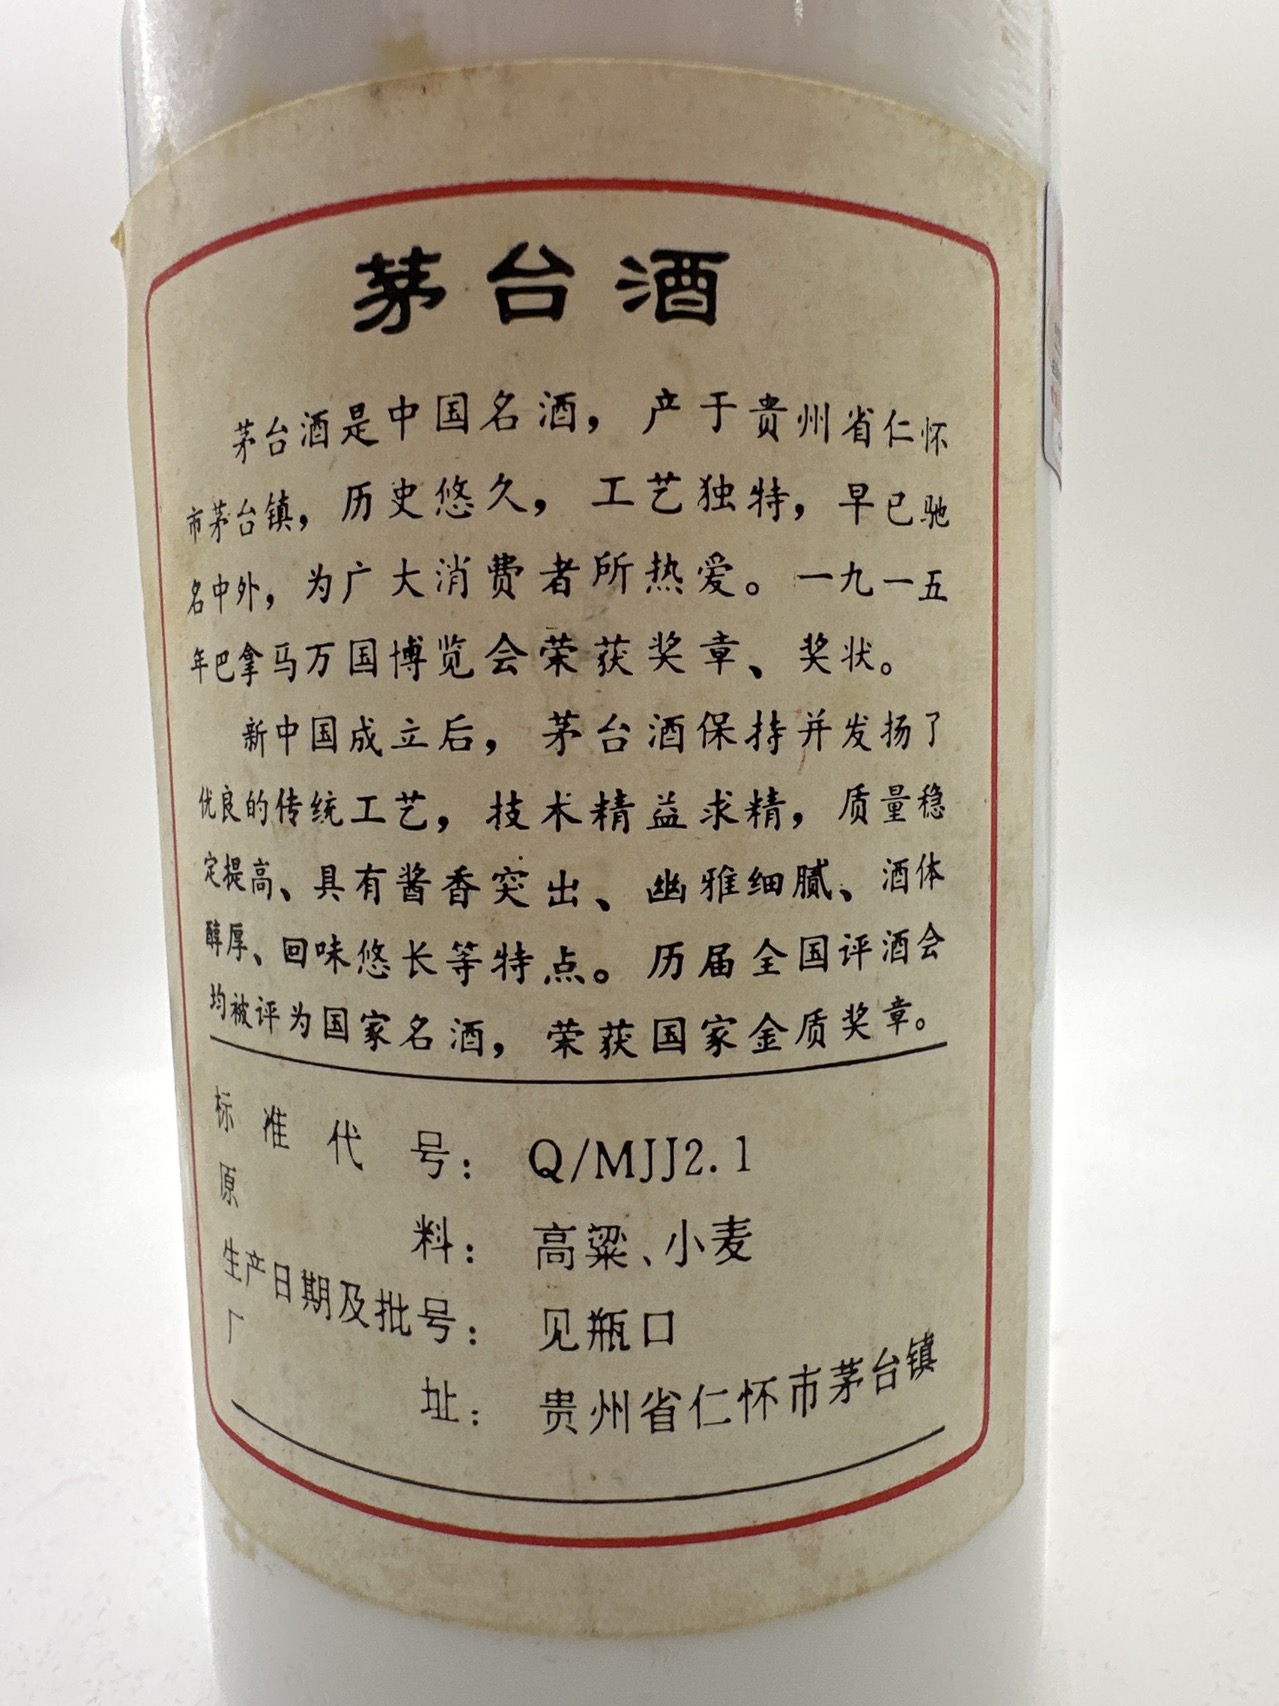 茅台酒
茅台酒是中国名酒，产于贵州省仁怀
市茅台镇，历史悠久，工艺独特，早已驰
名中外，为广大消费者所热爱。一九一五
年巴拿马万国博览会荣获奖章、奖状。
新中国成立后，茅台酒保持并发扬了
优良的传统工艺，技术精益求精，质量稳
定提高、具有酱香突出、幽雅细腻、酒体
醇厚、回味悠长等特点。历届全国评酒会
均被评为国家名酒，荣获国家金质奖章。
标准代号：Q/MJJ2.1
原料：高粱、小麦
生产日期及批号：见瓶口
厂址：贵州省仁怀市茅台镇